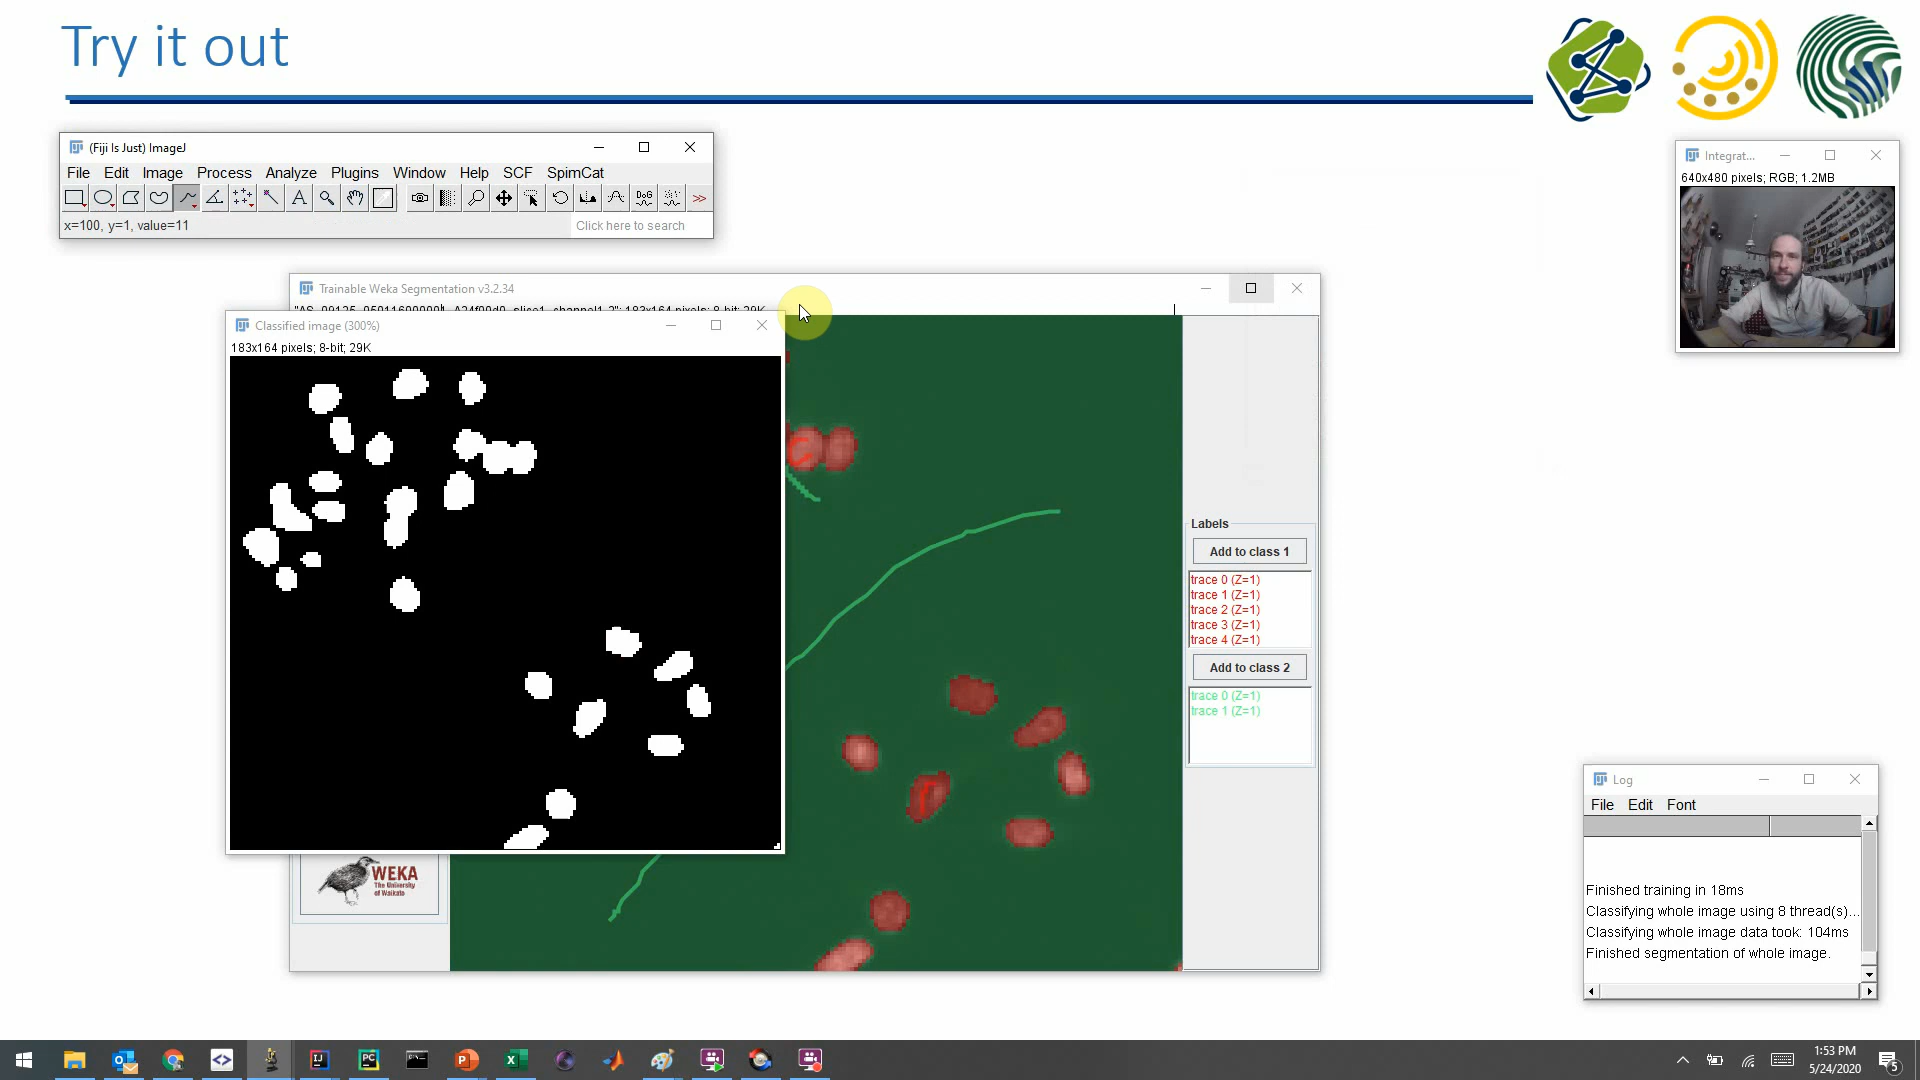 Try it out
(Fiji Is Just) ImageJ
File Edit Image Process Analyze Plugins Window Help SCF SpimCat
A DoG >>
x=100, y=1, value=11
Click here to search
Integrat...
640x480 pixels; RGB; 1.2MB
Trainable Weka Segmentation v3.2.34
Classified image (300%)
183x164 pixels; 8-bit; 29K
Labels
Add to class 1
trace 0 (Z=1)
trace 1 (Z=1)
trace 2 (Z=1)
trace 3 (Z=1)
trace 4 (Z=1)
Add to class 2
trace 0 (Z=1)
trace 1 (Z=1)
WEKA
The University
of Waikato
Log
File Edit Font
Finished training in 18ms
Classifying whole image using 8 thread(s)...
Classifying whole image data took: 104ms
Finished segmentation of whole image.
IJ PC
1:53 PM
5/24/2020
5